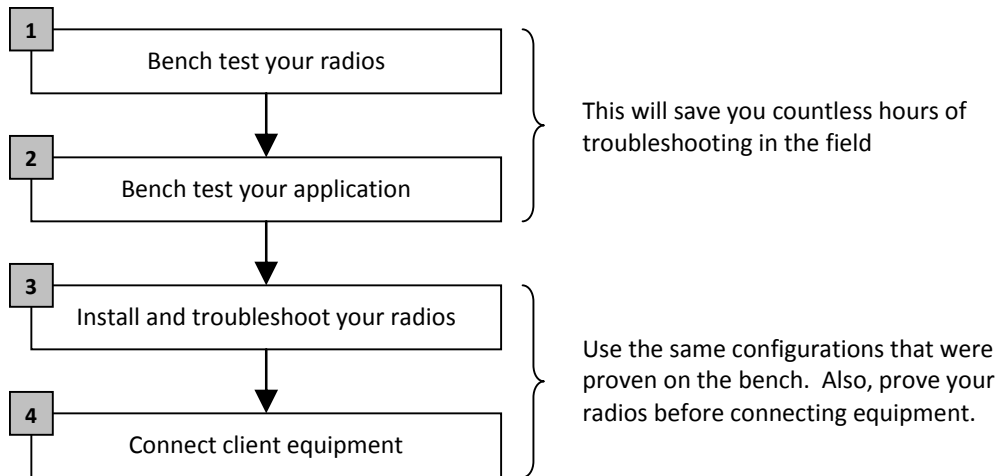 1
Bench test your radios
This will save you countless hours of
troubleshooting in the field
2
Bench test your application
3
Install and troubleshoot your radios
Use the same configurations that were
proven on the bench.  Also, prove your
radios before connecting equipment.
4
Connect client equipment